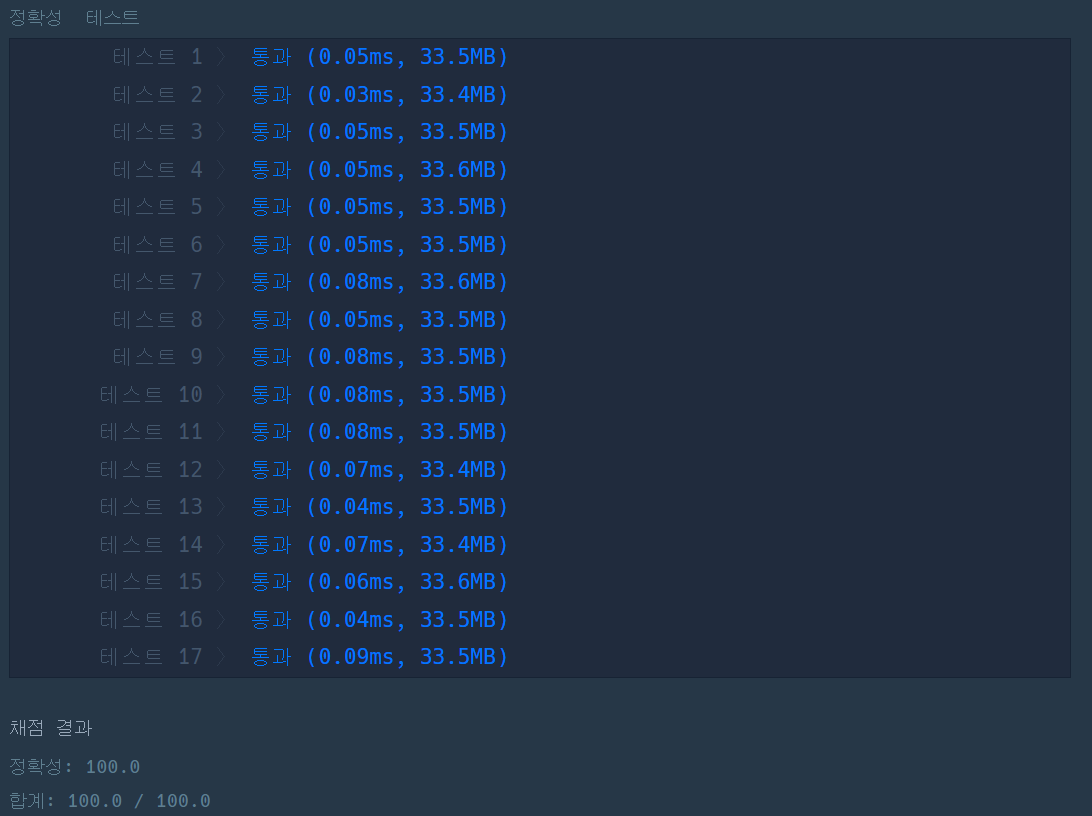 정확성 테스트
테스트 1 〉 통과 (0.05ms, 33.5MB)
테스트 2 〉 통과 (0.03ms, 33.4MB)
테스트 3 〉 통과 (0.05ms, 33.5MB)
테스트 4 〉 통과 (0.05ms, 33.6MB)
테스트 5 〉 통과 (0.05ms, 33.5MB)
테스트 6 〉 통과 (0.05ms, 33.5MB)
테스트 7 〉 통과 (0.08ms, 33.6MB)
테스트 8 〉 통과 (0.05ms, 33.5MB)
테스트 9 〉 통과 (0.08ms, 33.5MB)
테스트 10 〉 통과 (0.08ms, 33.5MB)
테스트 11 〉 통과 (0.08ms, 33.5MB)
테스트 12 〉 통과 (0.07ms, 33.4MB)
테스트 13 〉 통과 (0.04ms, 33.5MB)
테스트 14 〉 통과 (0.07ms, 33.4MB)
테스트 15 〉 통과 (0.06ms, 33.6MB)
테스트 16 〉 통과 (0.04ms, 33.5MB)
테스트 17 〉 통과 (0.09ms, 33.5MB)
채점 결과
정확성: 100.0
합계: 100.0 / 100.0